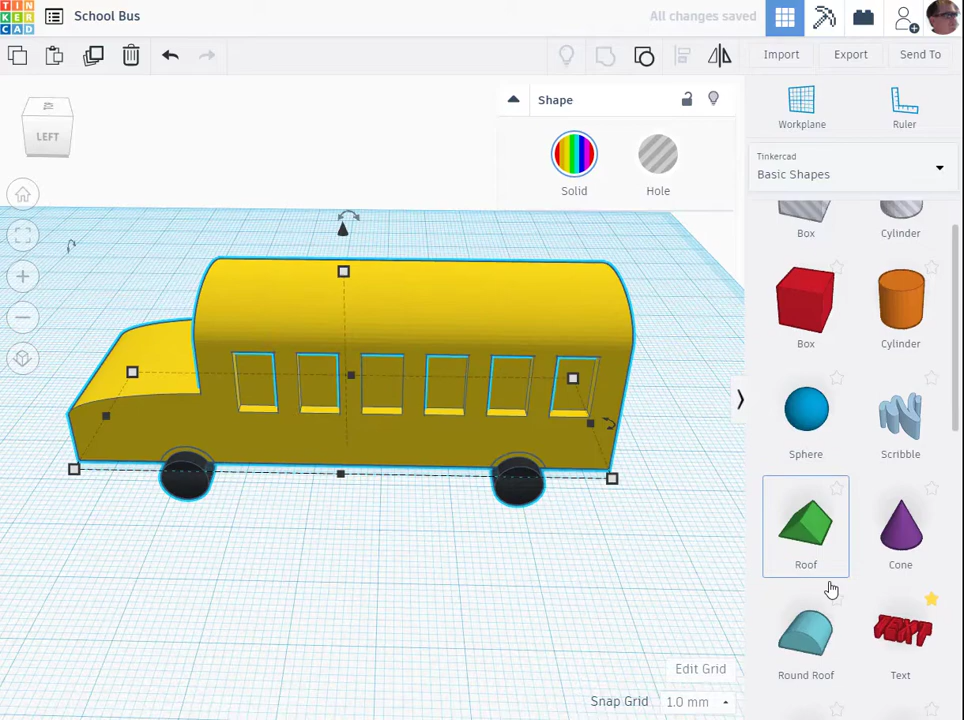 TIN
KER
CAD
School Bus
All changes saved
Import
Export
Send To
LEFT
Shape
Solid
Hole
Workplane
Ruler
Tinkercad
Basic Shapes
Box
Cylinder
Box
Cylinder
Sphere
Scribble
Roof
Cone
TEXT
Round Roof
Text
Edit Grid
Snap Grid
1.0 mm